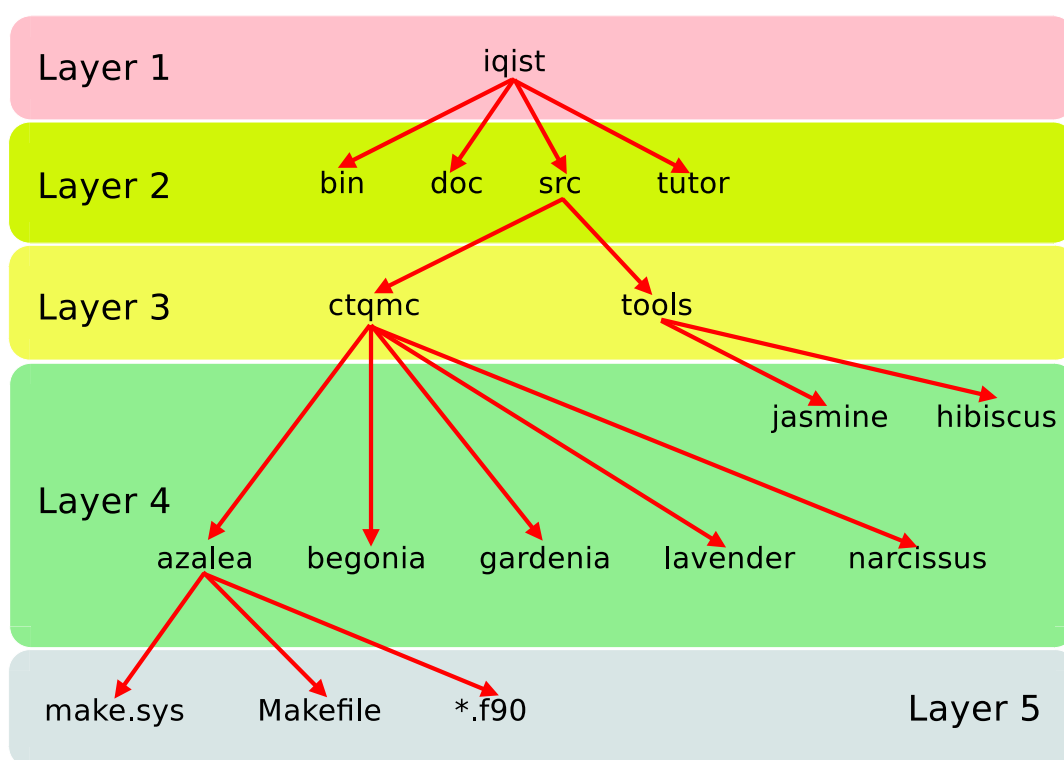 Layer 1
iqist
Layer 2
bin
doc
src
tutor
Layer 3
ctqmc
tools
jasmine
hibiscus
Layer 4
azalea
begonia
gardenia
lavender
narcissus
make.sys
Makefile
*.f90
Layer 5